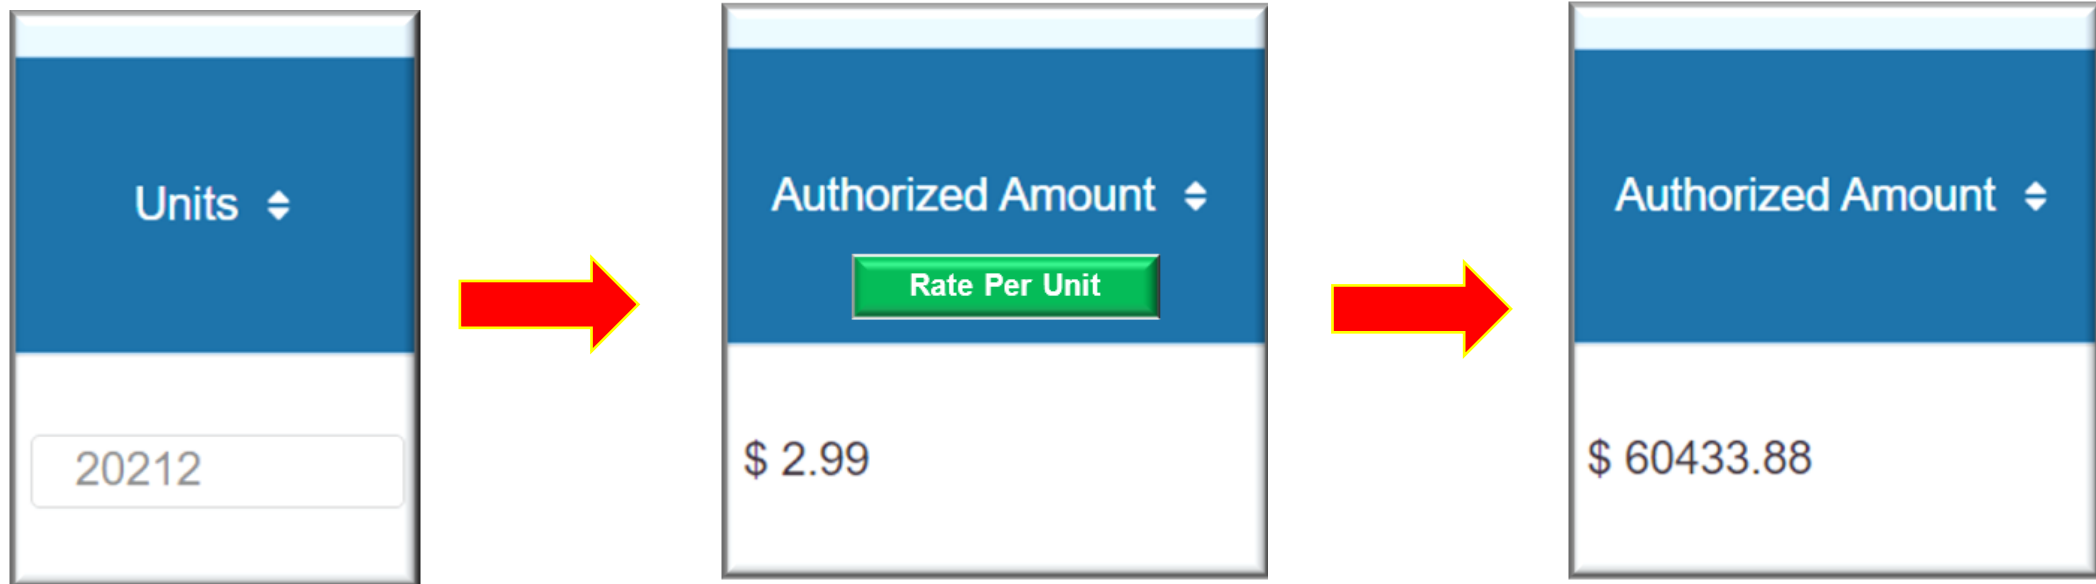 Units
20212
Authorized Amount
Rate Per Unit
$ 2.99
Authorized Amount
$ 60433.88